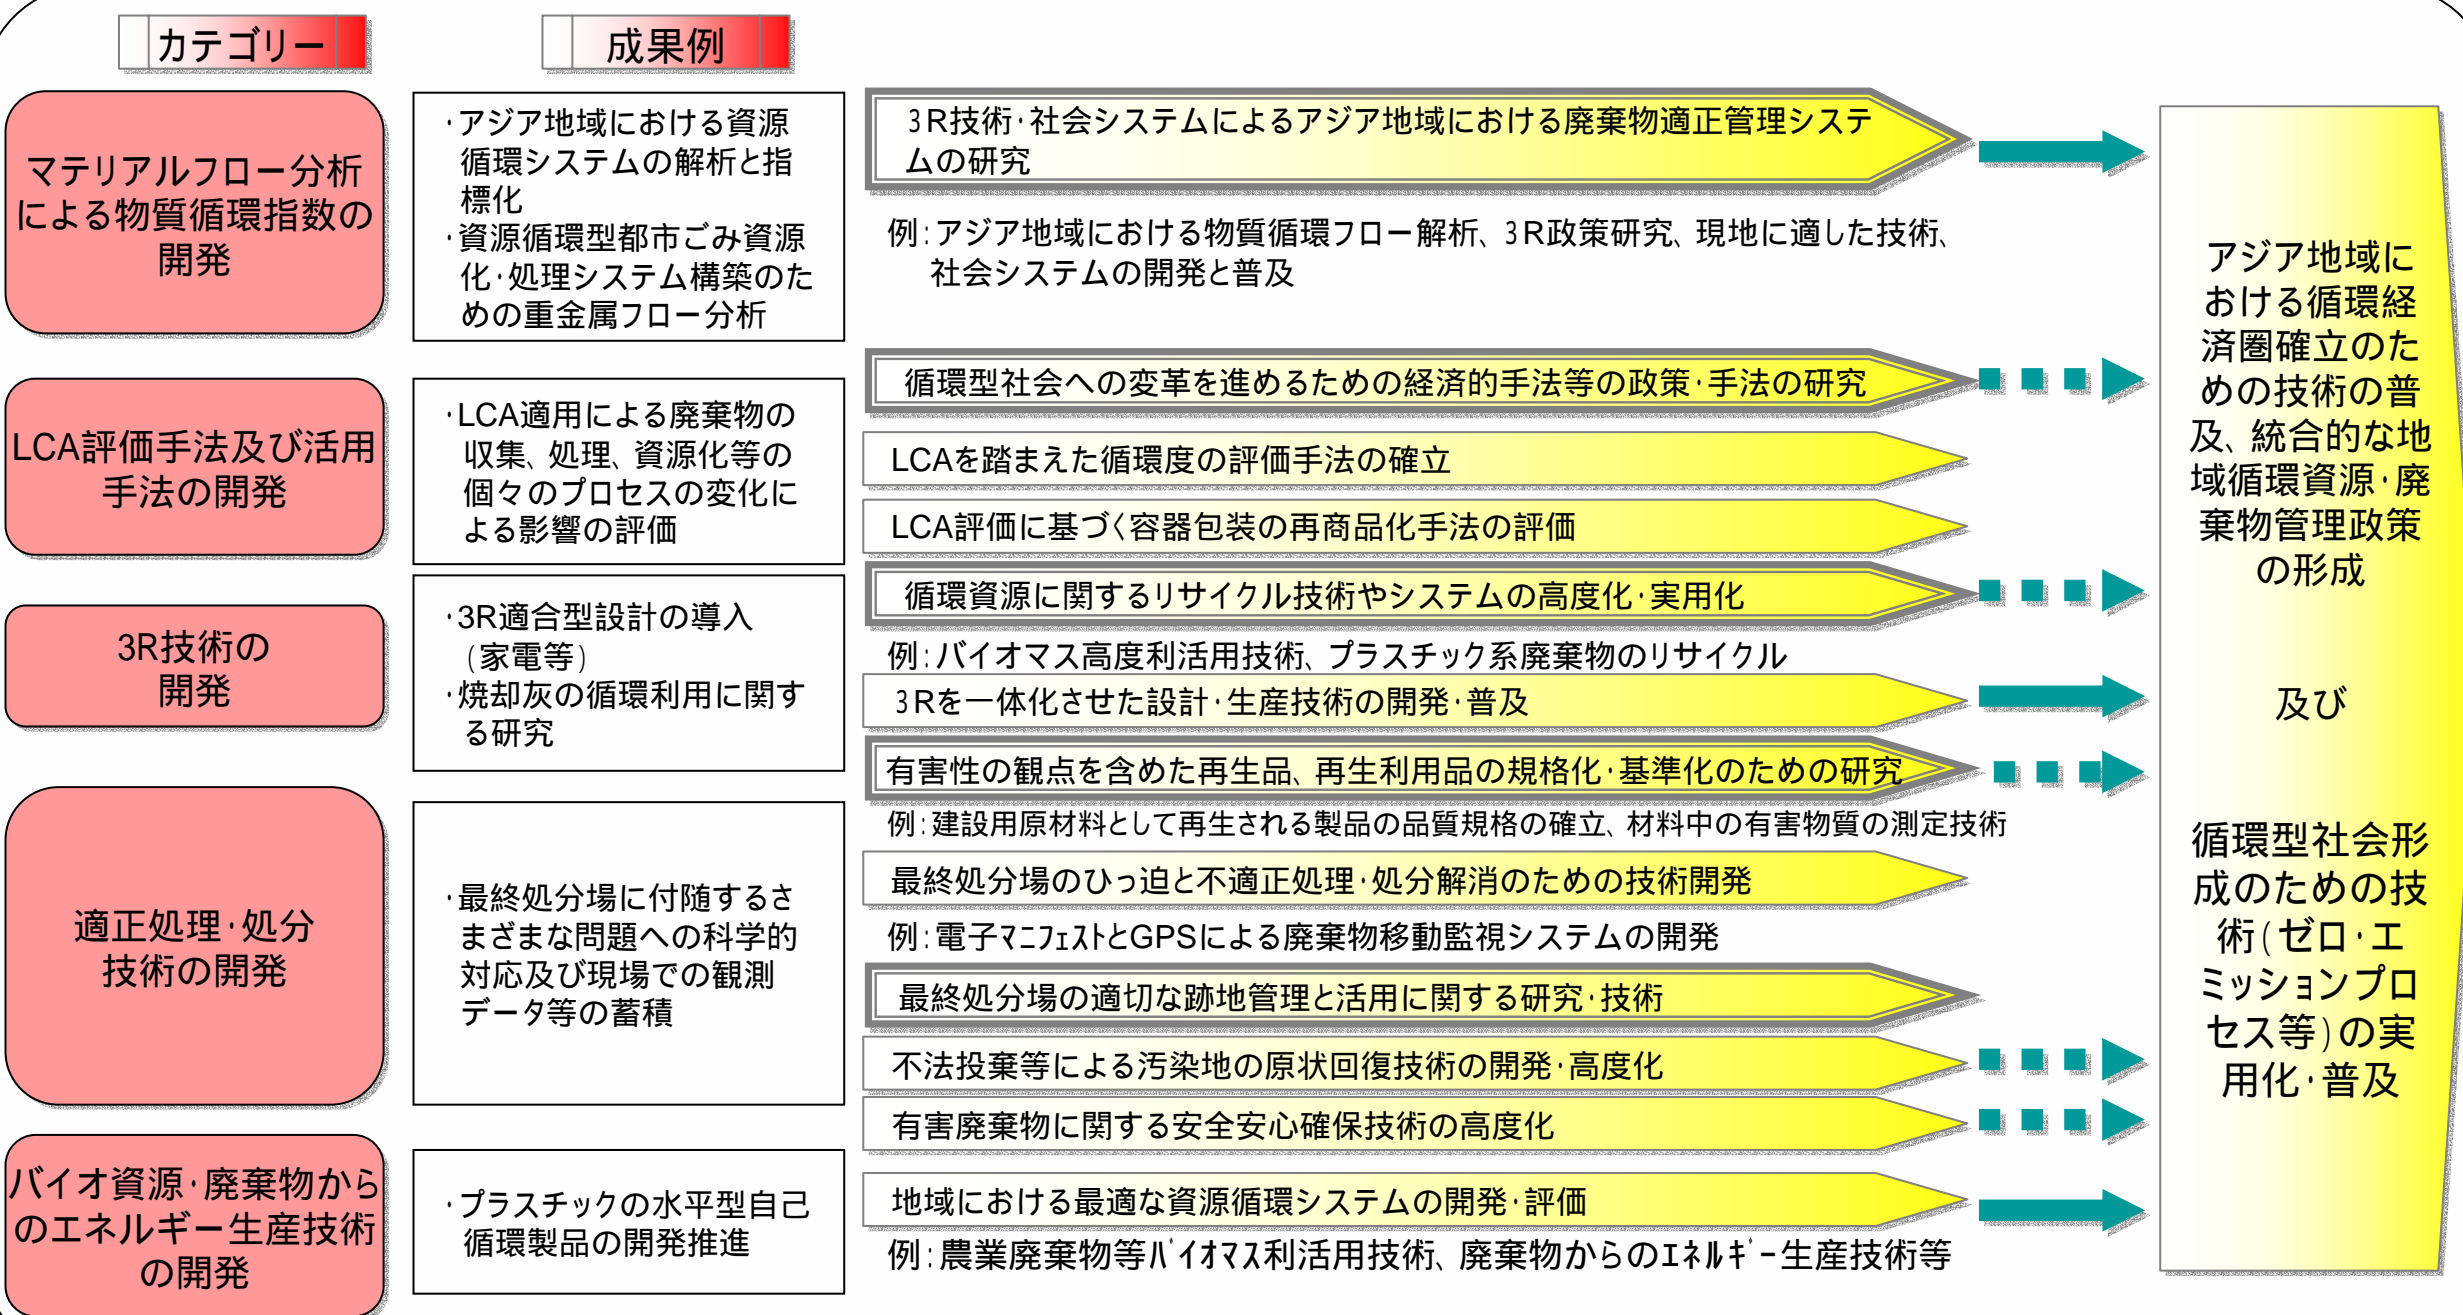 カテゴリー
成果例
マテリアルフロー分析
による物質循環指数の
開発
・アジア地域における資源
循環システムの解析と指
標化
・資源循環型都市ごみ資源
化・処理システム構築のた
めの重金属フロー分析
3R技術・社会システムによるアジア地域における廃棄物適正管理システ
ムの研究
例:アジア地域における物質循環フロー解析、3R政策研究、現地に適した技術、
社会システムの開発と普及
循環型社会への変革を進めるための経済的手法等の政策・手法の研究
LCA評価手法及び活用
手法の開発
・LCA適用による廃棄物の
収集、処理、資源化等の
個々のプロセスの変化に
よる影響の評価
LCAを踏まえた循環度の評価手法の確立
LCA評価に基づく容器包装の再商品化手法の評価
循環資源に関するリサイクル技術やシステムの高度化・実用化
例:バイオマス高度利活用技術、プラスチック系廃棄物のリサイクル
3R技術の
開発
・3R適合型設計の導入
(家電等)
・焼却灰の循環利用に関す
る研究
3Rを一体化させた設計・生産技術の開発・普及
有害性の観点を含めた再生品、再生利用品の規格化・基準化のための研究
例:建設用原材料として再生される製品の品質規格の確立、材料中の有害物質の測定技術
適正処理・処分
技術の開発
・最終処分場に付随するさ
まざまな問題への科学的
対応及び現場での観測
データ等の蓄積
最終処分場のひっ迫と不適正処理・処分解消のための技術開発
例:電子マニフェストとGPSによる廃棄物移動監視システムの開発
最終処分場の適切な跡地管理と活用に関する研究・技術
不法投棄等による汚染地の原状回復技術の開発・高度化
有害廃棄物に関する安全安心確保技術の高度化
バイオ資源・廃棄物から
のエネルギー生産技術
の開発
・プラスチックの水平型自己
循環製品の開発推進
地域における最適な資源循環システムの開発・評価
例:農業廃棄物等バイオマス利活用技術、廃棄物からのエネルギー生産技術等
アジア地域に
おける循環経
済圏確立のた
めの技術の普
及、統合的な地
域循環資源・廃
棄物管理政策
の形成
及び
循環型社会形
成のための技
術(ゼロ・エ
ミッションプロ
セス等)の実
用化・普及